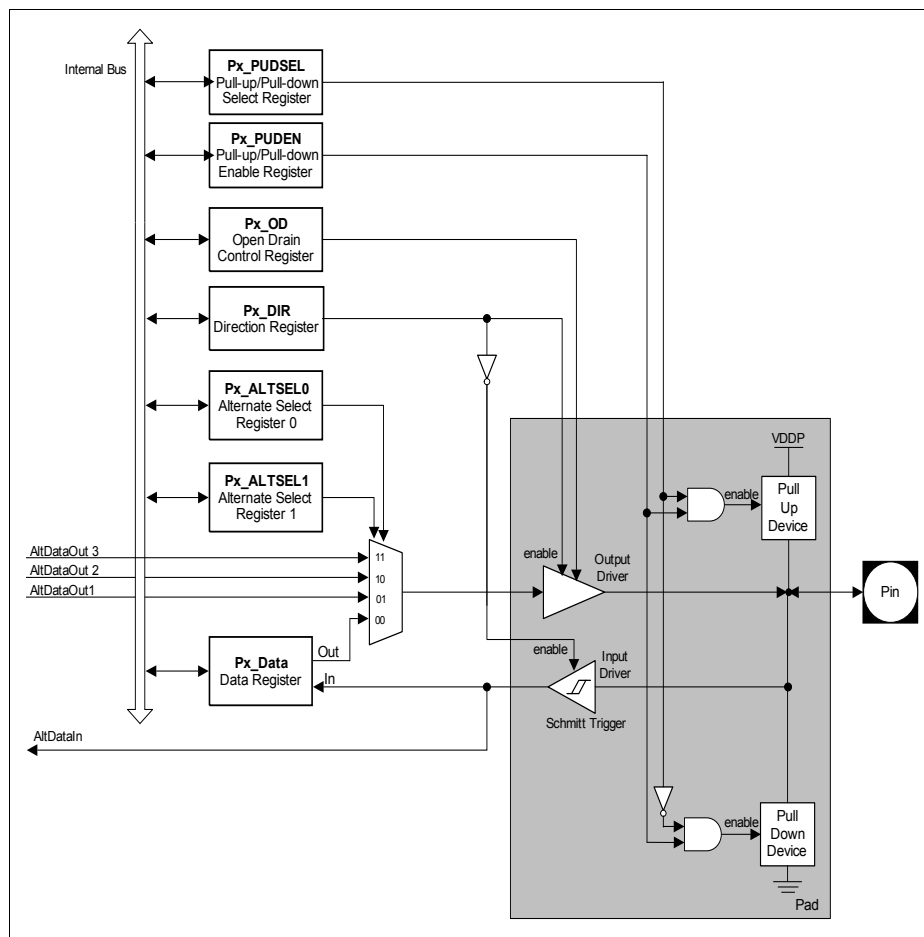 Internal Bus
Px_PUDSEL
Pull-up/Pull-down
Select Register
Px_PUDEN
Pull-up/Pull-down
Enable Register
Px_OD
Open Drain
Control Register
Px_DIR
Direction Register
Px_ALTSEL0
Alternate Select
Register 0
Px_ALTSEL1
Alternate Select
Register 1
AltDataOut 3
AltDataOut 2
AltDataOut1
11
10
01
00
Px_Data
Data Register
Out
In
AltDataIn
enable
Output
Driver
enable
Input
Driver
Schmitt Trigger
VDDP
enable
Pull
Up
Device
Pin
enable
Pull
Down
Device
Pad